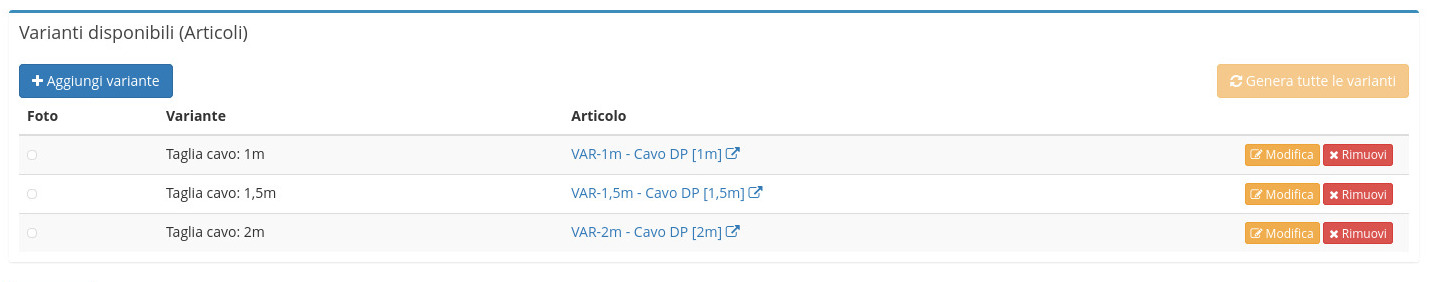 Varianti disponibili (Articoli)
Aggiungi variante
Genera tutte le varianti
Foto Variante Articolo
Taglia cavo: 1m VAR-1m - Cavo DP [1m] Modifica Rimuovi
Taglia cavo: 1,5m VAR-1,5m - Cavo DP [1,5m] Modifica Rimuovi
Taglia cavo: 2m VAR-2m - Cavo DP [2m] Modifica Rimuovi